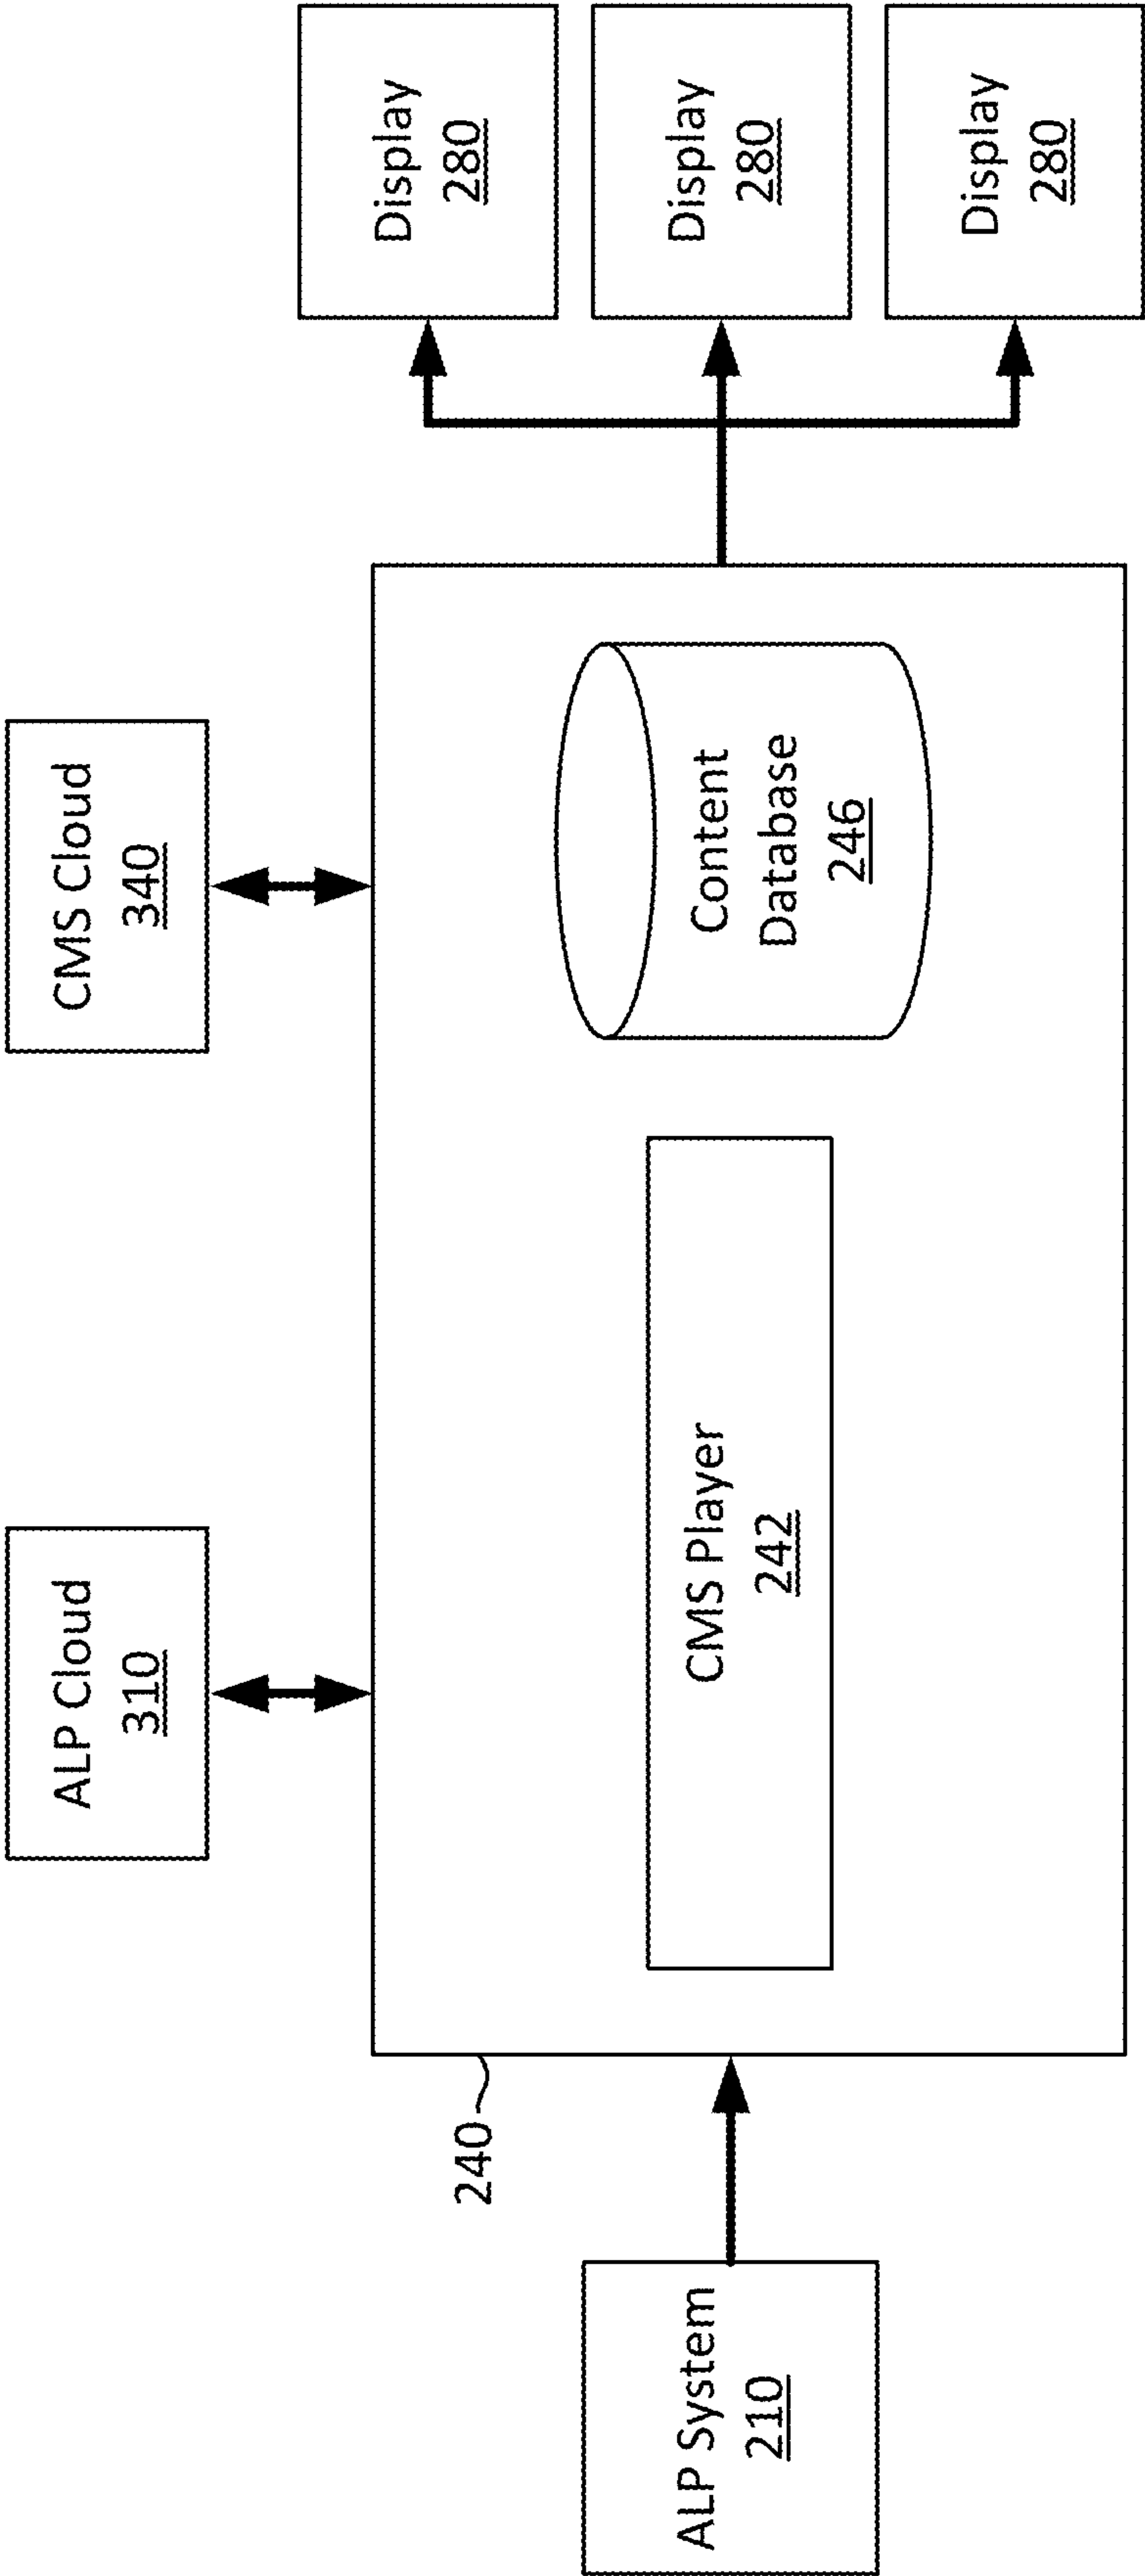 ALP Cloud
310
CMS Cloud
340
240
ALP System
210
CMS Player
242
Content
Database
246
Display
280
Display
280
Display
280